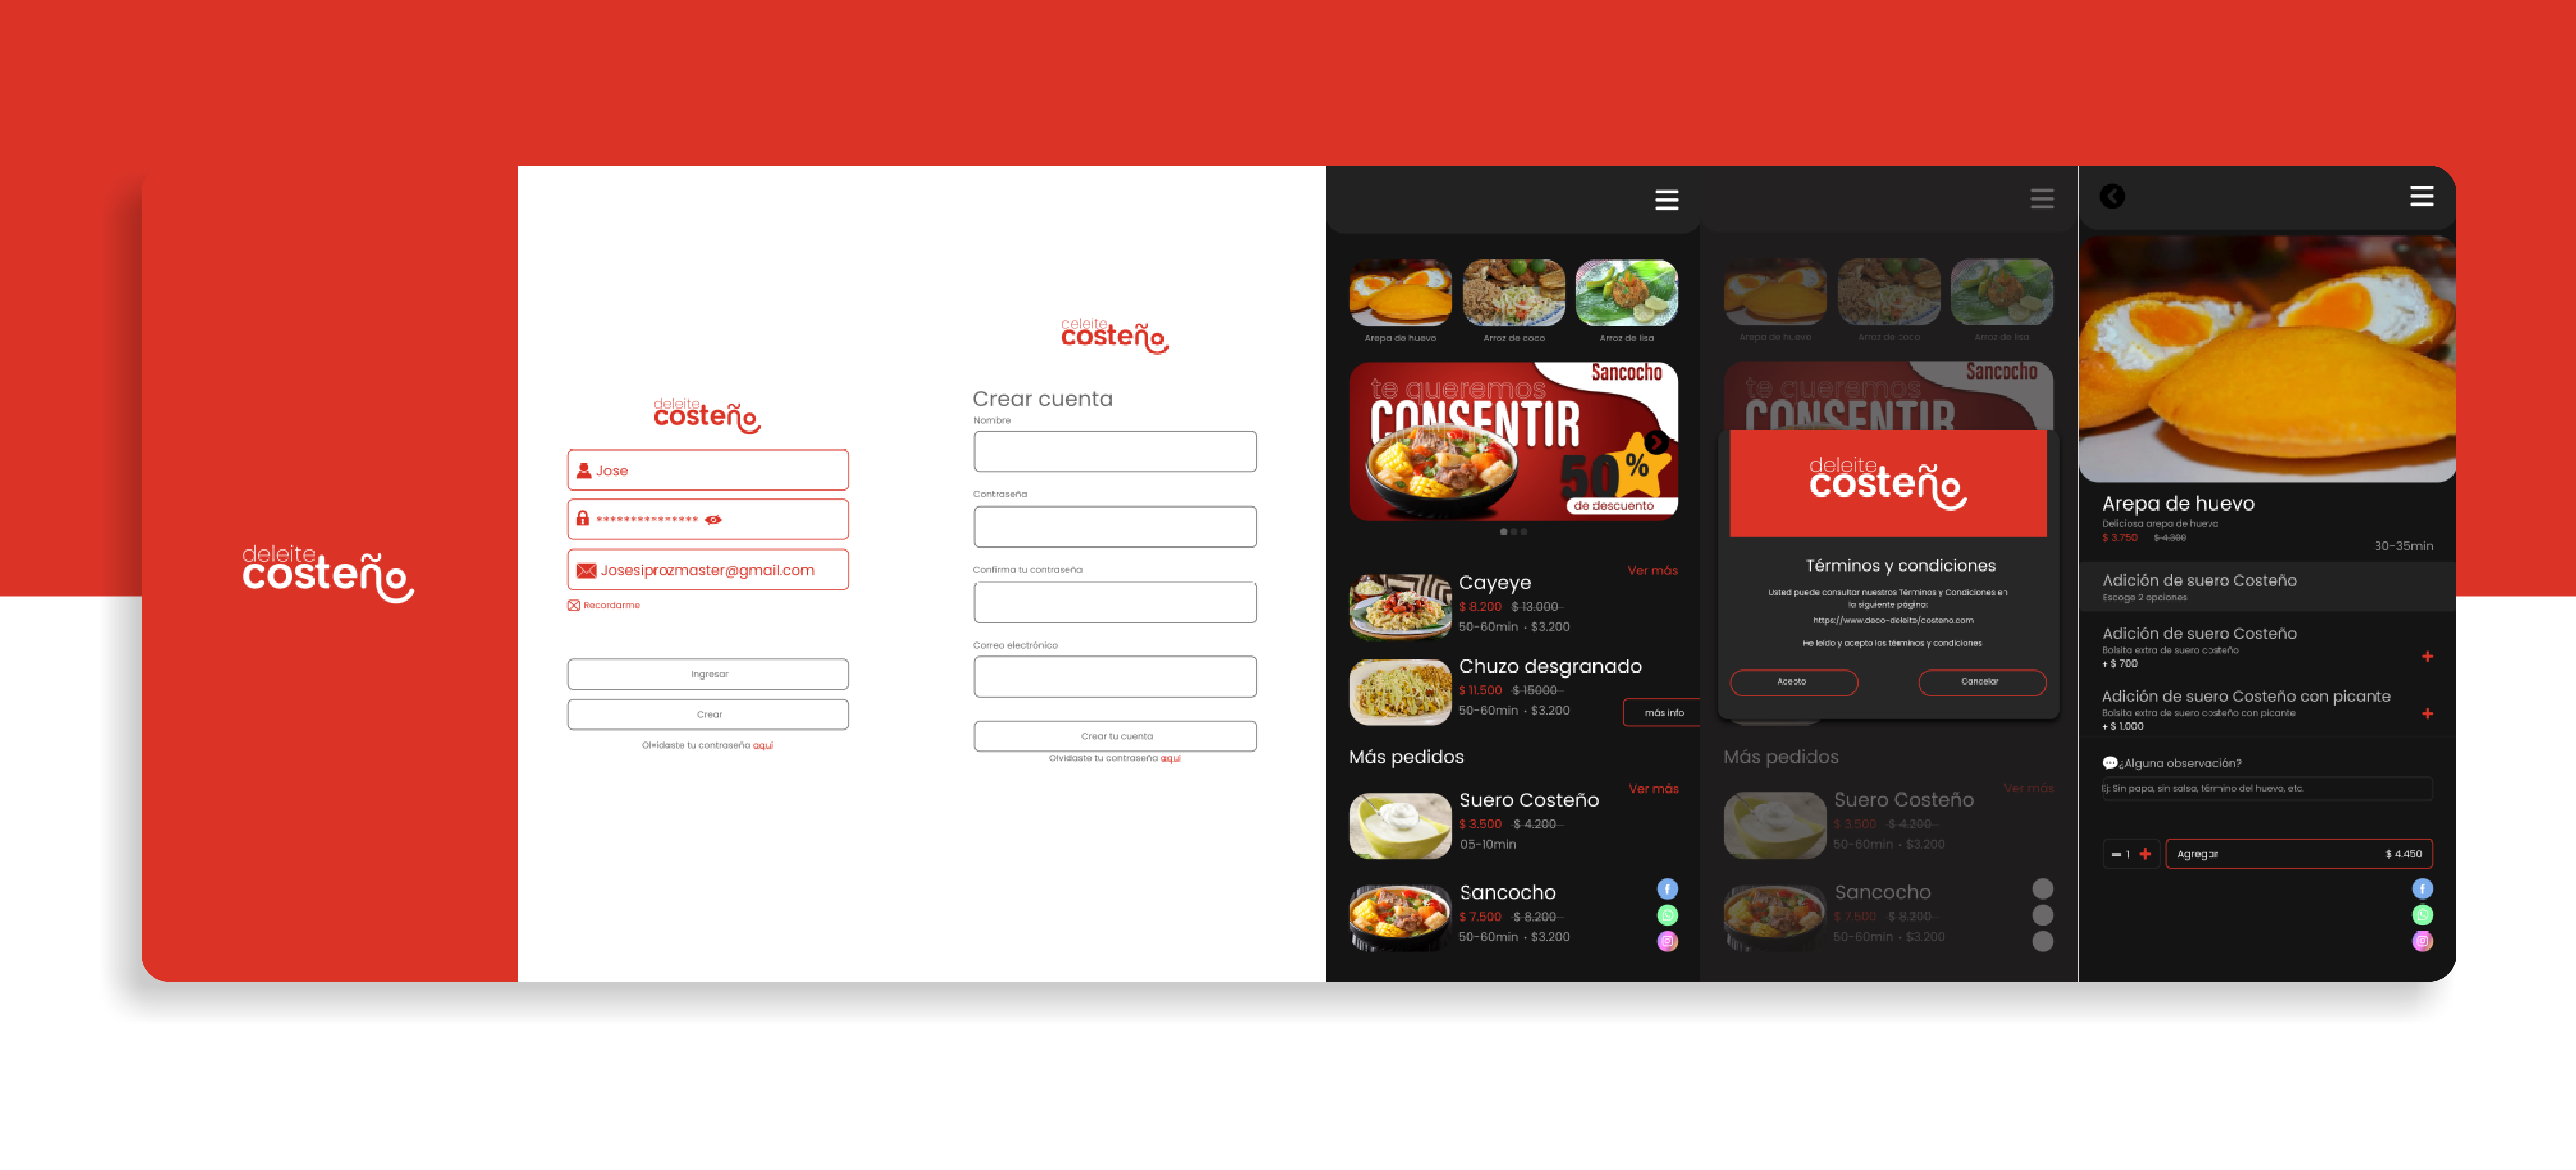 deleite
costeño
deleite
costeño
Jose
***************
Josesiprozmaster@gmail.com
Recordarme
Ingresar
Crear
Olvidaste tu contraseña aquí
deleite
costeño
Crear cuenta
Nombre
Contraseña
Confirma tu contraseña
Correo electrónico
Crear tu cuenta
Olvidaste tu contraseña aquí
Arepa de huevo
Arroz de coco
Arroz de lisa
Sancocho
te queremos
CONSENTIR
50 %
de descuento
Ver más
Cayeye
$ 8.200 $ 13.000
50-60min • $3.200
Chuzo desgranado
$ 11.500 $ 15000
50-60min • $3.200
más info
Más pedidos
Ver más
Suero Costeño
$ 3.500 $ 4.200
05-10min
Sancocho
$ 7.500 $ 8.200
50-60min • $3.200
Arepa de huevo
Arroz de coco
Arroz de lisa
Sancocho
te queremos
CONSENTIR
deleite
costeño
Términos y condiciones
Usted puede consultar nuestros Términos y Condiciones en
la siguiente página:
https://www.deco-deleite/costeno.com
He leído y acepto los términos y condiciones
Acepto
Cancelar
Más pedidos
Ver más
Suero Costeño
$ 3.500 $ 4.200
50-60min • $3.200
Sancocho
$ 7.500 $ 8.200
50-60min • $3.200
Arepa de huevo
Deliciosa arepa de huevo
$ 3.750 $ 4.300
30-35min
Adición de suero Costeño
Escoge 2 opciones
Adición de suero Costeño
Bolsita extra de suero costeño
+ $ 700
Adición de suero Costeño con picante
Bolsita extra de suero costeño con picante
+ $ 1.000
¿Alguna observación?
Ej: Sin papa, sin salsa, término del huevo, etc.
1
Agregar
$ 4.450